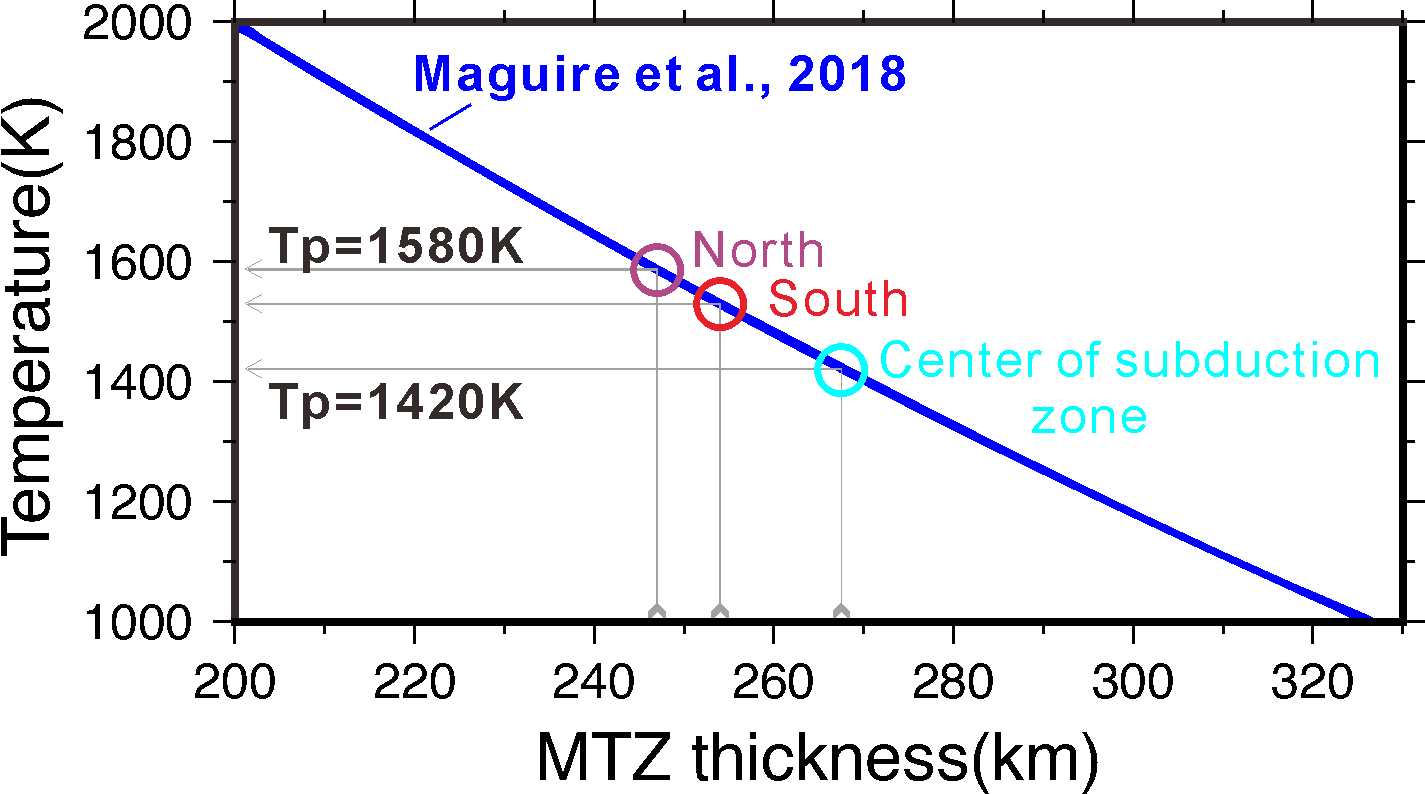 2000
1800
1600
1400
1200
1000
Temperature(K)
Maguire et al., 2018
Tp=1580K
North
South
Center of subduction
zone
Tp=1420K
200
220
240
260
280
300
320
MTZ thickness(km)